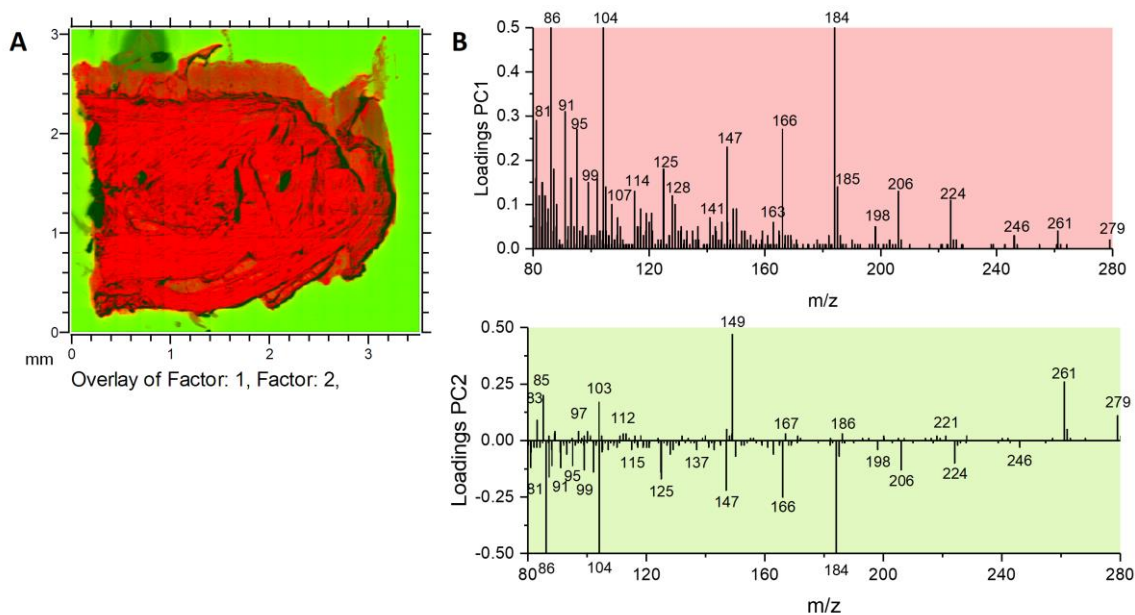 A
3
2
1
0
mm
0 1 2 3
Overlay of Factor: 1, Factor: 2,
B
86 104 184
0.5
0.4
0.3
0.2
0.1
0.0
Loadings PC1
81 91 95 99 107 114 125 128 141 147 163 166 185 198 206 224 246 261 279
80 120 160 200 240 280
m/z
149
0.50
0.25
0.00
-0.25
-0.50
Loadings PC2
83 85 97 103 112 167 186 221 261 279
81 91 95 99 115 125 137 147 166 198 206 224 246
86 104 184
80 120 160 200 240 280
m/z